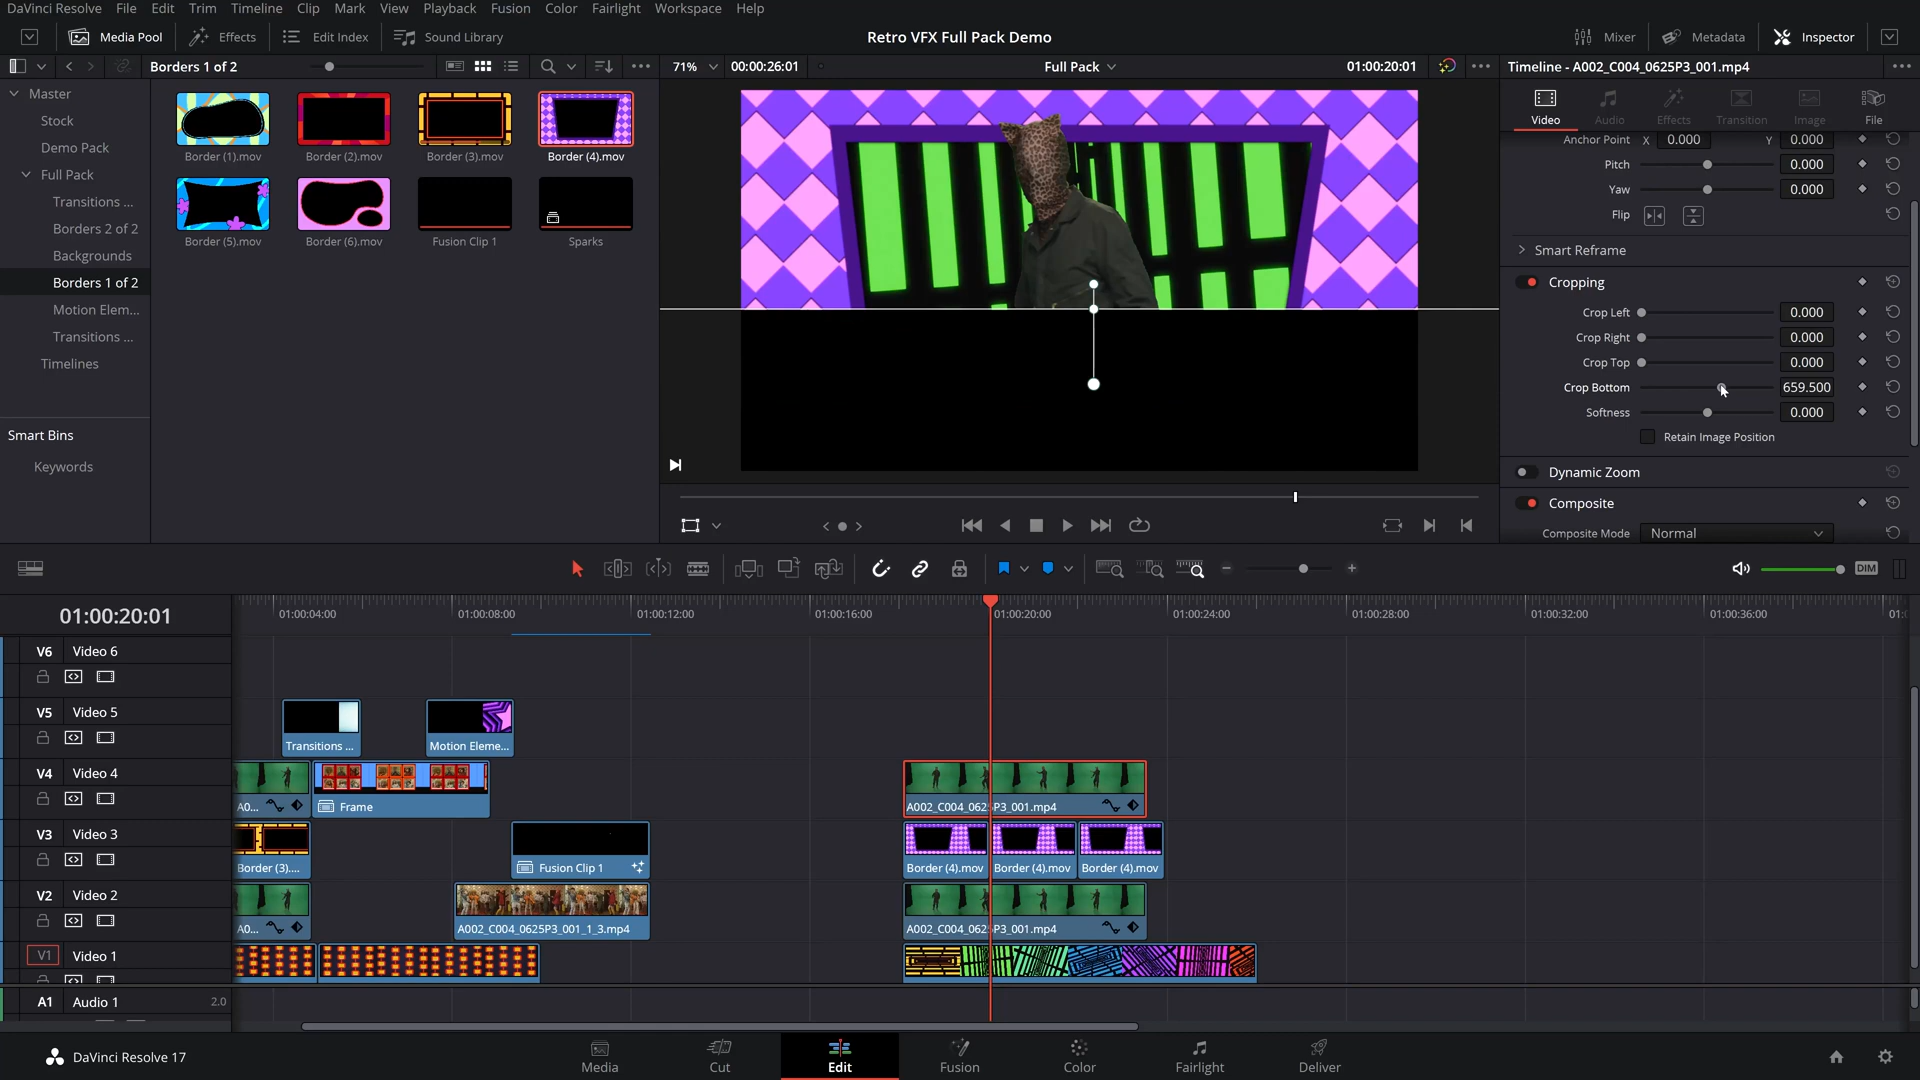 DaVinci Resolve File Edit Trim Timeline Clip Mark View Playback Fusion Color Fairlight Workspace Help
Media Pool Effects Edit Index Sound Library Retro VFX Full Pack Demo Mixer Metadata Inspector
Borders 1 of 2 71% 00:00:26:01 Full Pack 01:00:20:01 Timeline - A002_C004_0625P3_001.mp4
Master
Stock
Demo Pack
Full Pack
Transitions ...
Borders 2 of 2
Backgrounds
Borders 1 of 2
Motion Elem...
Transitions ...
Timelines
Smart Bins
Keywords
Border (1).mov Border (2).mov Border (3).mov Border (4).mov
Border (5).mov Border (6).mov Fusion Clip 1 Sparks
Video Audio Effects Transition Image File
Anchor Point X 0.000 Y 0.000
Pitch 0.000
Yaw 0.000
Flip
Smart Reframe
Cropping
Crop Left 0.000
Crop Right 0.000
Crop Top 0.000
Crop Bottom 659.500
Softness 0.000
Retain Image Position
Dynamic Zoom
Composite
Composite Mode Normal
DIM
01:00:20:01 01:00:04:00 01:00:08:00 01:00:12:00 01:00:16:00 01:00:20:00 01:00:24:00 01:00:28:00 01:00:32:00 01:00:36:00
V6 Video 6
V5 Video 5
Transitions ... Motion Eleme...
V4 Video 4
A0... Frame A002_C004_0625P3_001.mp4
V3 Video 3
Border (3).... Fusion Clip 1 Border (4).mov Border (4).mov Border (4).mov
V2 Video 2
A0... A002_C004_0625P3_001_1_3.mp4 A002_C004_0625P3_001.mp4
V1 Video 1
A1 Audio 1 2.0
DaVinci Resolve 17 Media Cut Edit Fusion Color Fairlight Deliver